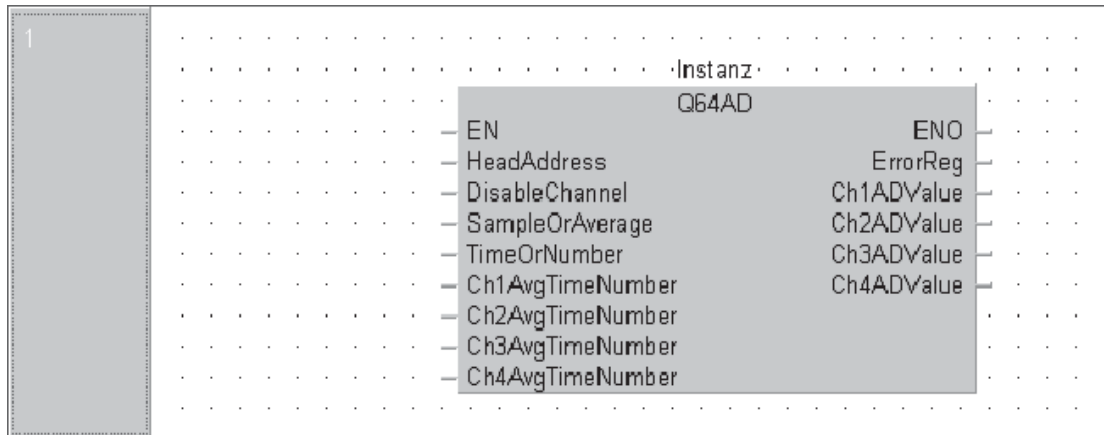 1
Instanz
Q64AD
EN ENO
HeadAddress ErrorReg
DisableChannel Ch1ADValue
SampleOrAverage Ch2ADValue
TimeOrNumber Ch3ADValue
Ch1AvgTimeNumber Ch4ADValue
Ch2AvgTimeNumber
Ch3AvgTimeNumber
Ch4AvgTimeNumber